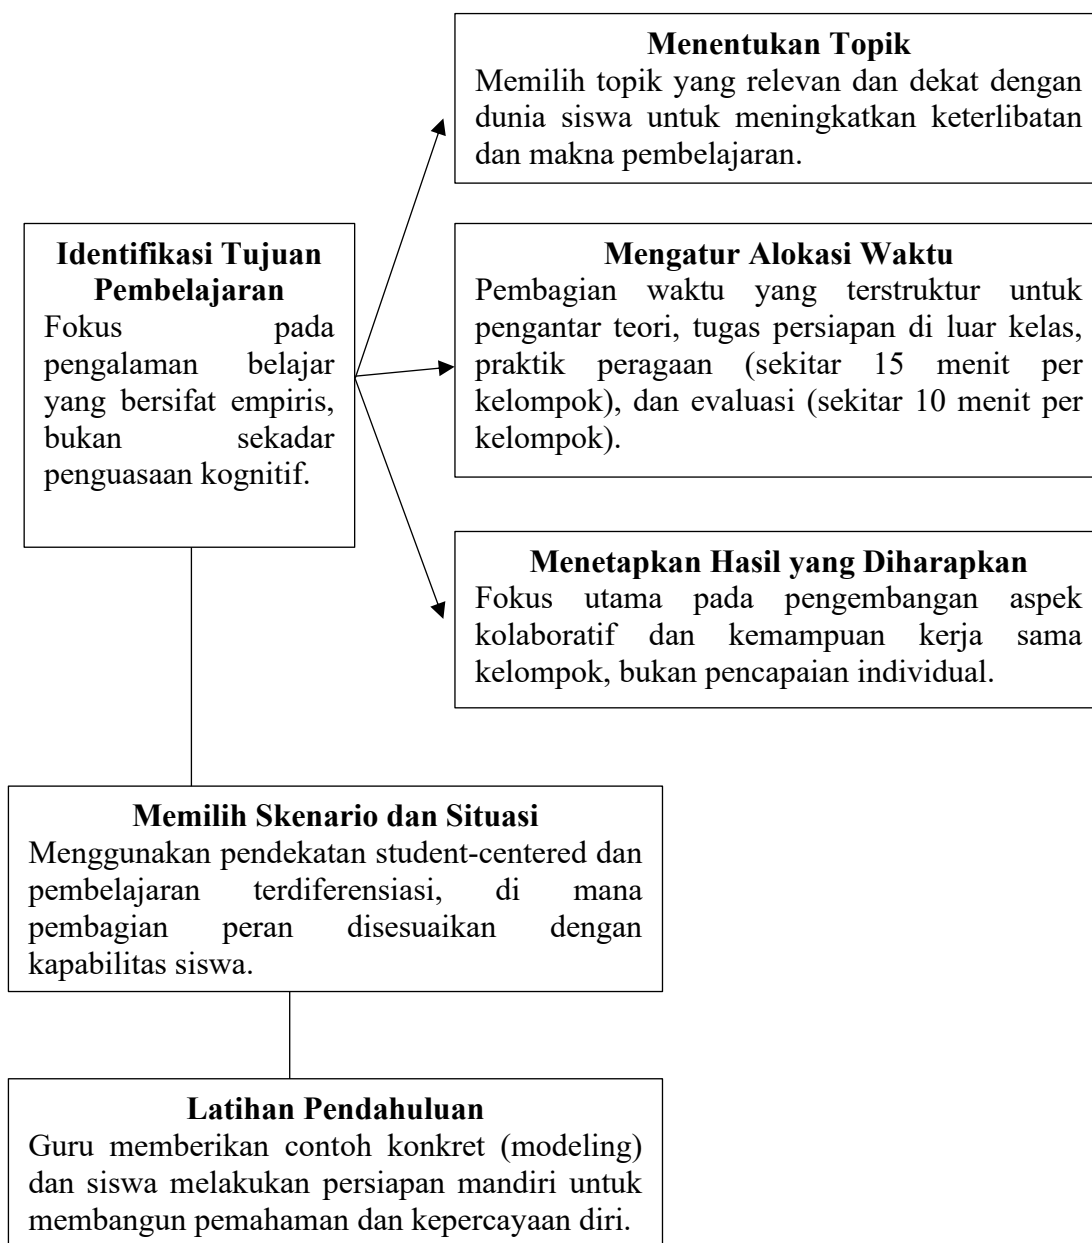 Menentukan Topik
Memilih topik yang relevan dan dekat dengan
dunia siswa untuk meningkatkan keterlibatan
dan makna pembelajaran.
Identifikasi Tujuan
Pembelajaran
Fokus pada
pengalaman belajar
yang bersifat empiris,
bukan sekadar
penguasaan kognitif.
Mengatur Alokasi Waktu
Pembagian waktu yang terstruktur untuk
pengantar teori, tugas persiapan di luar kelas,
praktik peragaan (sekitar 15 menit per
kelompok), dan evaluasi (sekitar 10 menit per
kelompok).
Menetapkan Hasil yang Diharapkan
Fokus utama pada pengembangan aspek
kolaboratif dan kemampuan kerja sama
kelompok, bukan pencapaian individual.
Memilih Skenario dan Situasi
Menggunakan pendekatan student-centered dan
pembelajaran terdiferensiasi, di mana
pembagian peran disesuaikan dengan
kapabilitas siswa.
Latihan Pendahuluan
Guru memberikan contoh konkret (modeling)
dan siswa melakukan persiapan mandiri untuk
membangun pemahaman dan kepercayaan diri.